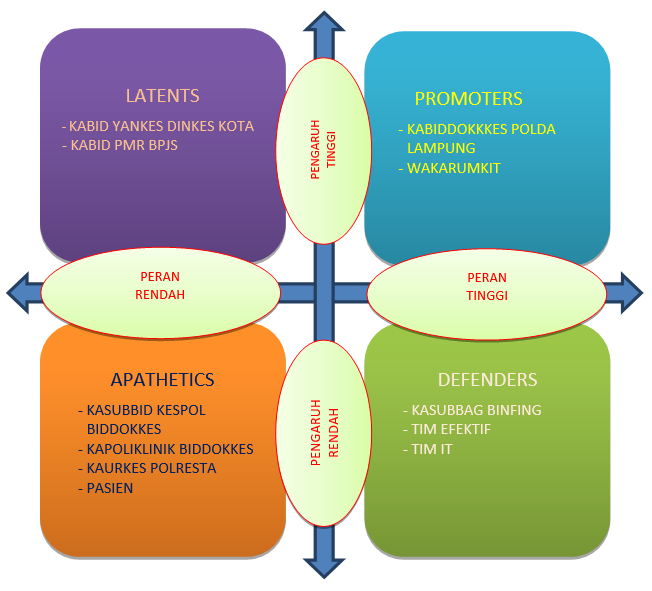 LATENTS
- KABID YANKES DINKES KOTA
- KABID PMR BPJS
PENGARUH
TINGGI
PROMOTERS
- KABIDDOKKKES POLDA
LAMPUNG
- WAKARUMKIT
PERAN
RENDAH
PERAN
TINGGI
APATHETICS
- KASUBBID KESPOL
BIDDOKKES
- KAPOLIKLINIK BIDDOKKES
- KAURKES POLRESTA
- PASIEN
PENGARUH
RENDAH
DEFENDERS
- KASUBBAG BINFING
- TIM EFEKTIF
- TIM IT